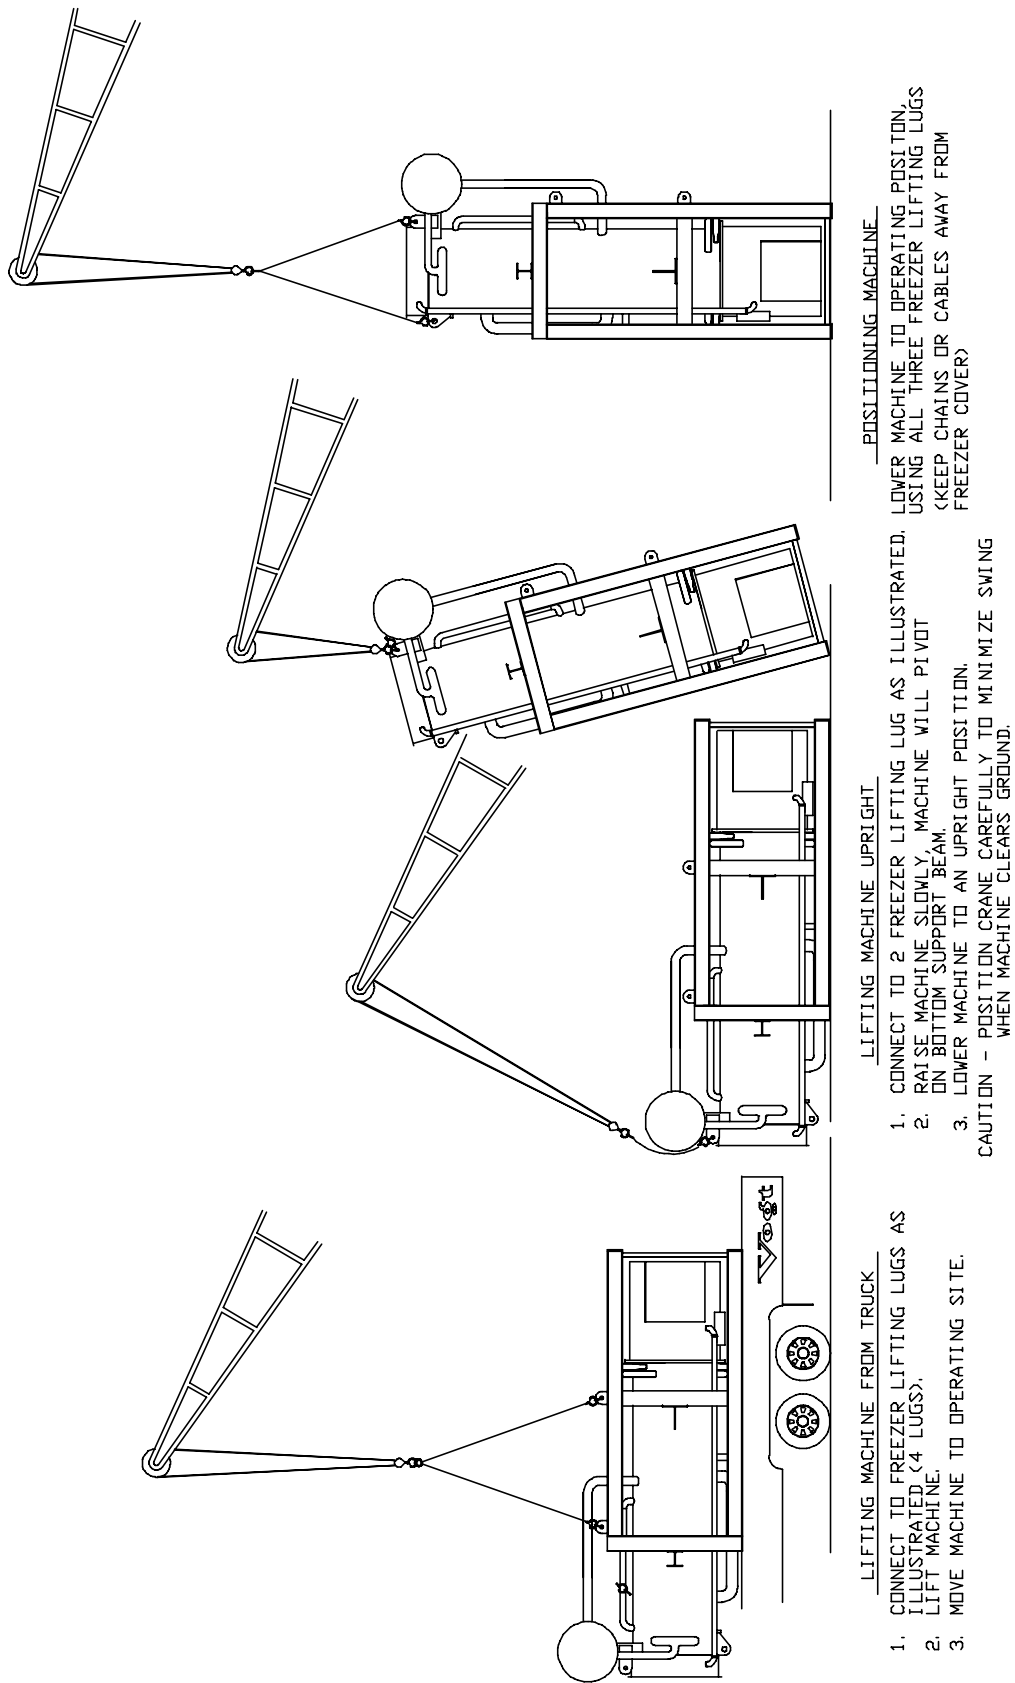 Vogt
LIFTING MACHINE FROM TRUCK
1. CONNECT TO FREEZER LIFTING LUGS AS
ILLUSTRATED (4 LUGS).
2. LIFT MACHINE.
3. MOVE MACHINE TO OPERATING SITE.
LIFTING MACHINE UPRIGHT
1. CONNECT TO 2 FREEZER LIFTING LUG AS ILLUSTRATED.
2. RAISE MACHINE SLOWLY, MACHINE WILL PIVOT
ON BOTTOM SUPPORT BEAM.
3. LOWER MACHINE TO AN UPRIGHT POSITION.
CAUTION - POSITION CRANE CAREFULLY TO MINIMIZE SWING
WHEN MACHINE CLEARS GROUND.
POSITIONING MACHINE
LOWER MACHINE TO OPERATING POSITON,
USING ALL THREE FREEZER LIFTING LUGS
(KEEP CHAINS OR CABLES AWAY FROM
FREEZER COVER)